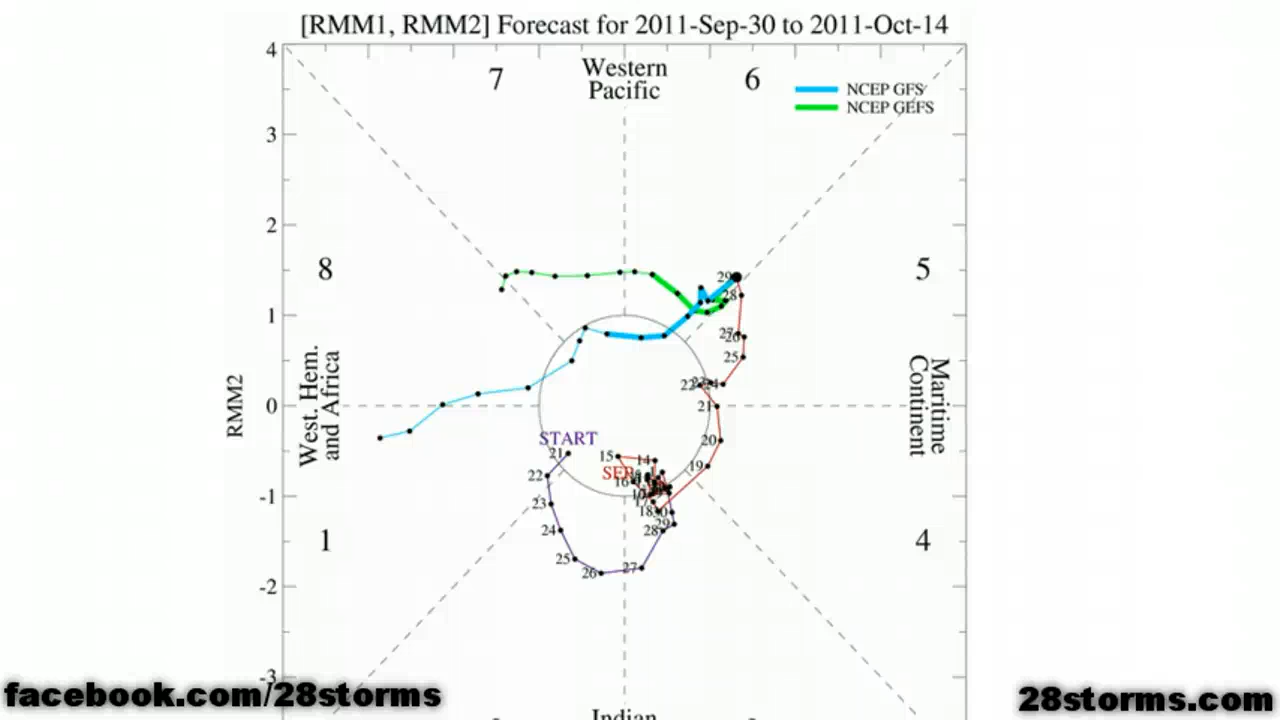 [RMM1, RMM2] Forecast for 2011-Sep-30 to 2011-Oct-14
4
3
2
1
0
-1
-2
-3
RMM2
7
Western
Pacific
6
NCEP GFS
NCEP GEFS
8
5
West. Hem.
and Africa
Maritime
Continent
1
4
START
21
22
23
24
25
26
27
28
29
SEP
15
14
16
10
18
19
20
21
22
23
24
25
26
27
28
29
Indian
facebook.com/28storms
28storms.com